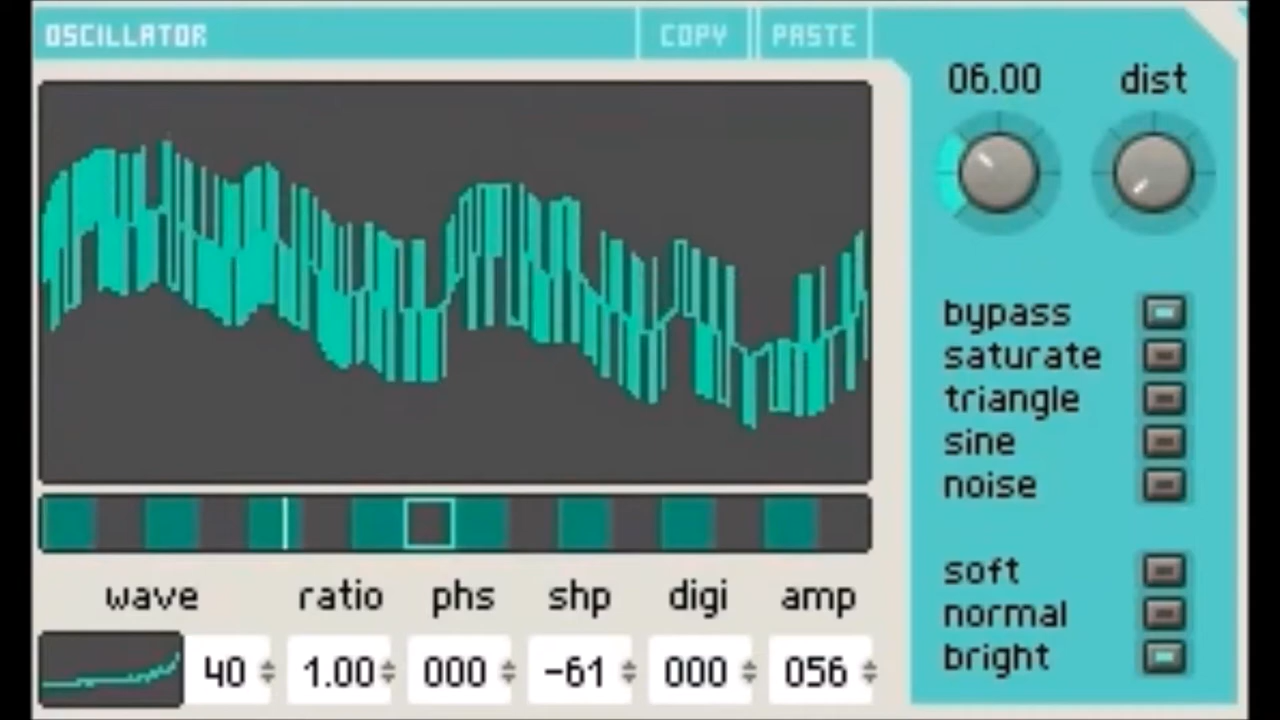 OSCILLATOR COPY PASTE
06.00 dist
bypass
saturate
triangle
sine
noise
soft
normal
bright
wave ratio phs shp digi amp
40 1.00 000 -61 000 056